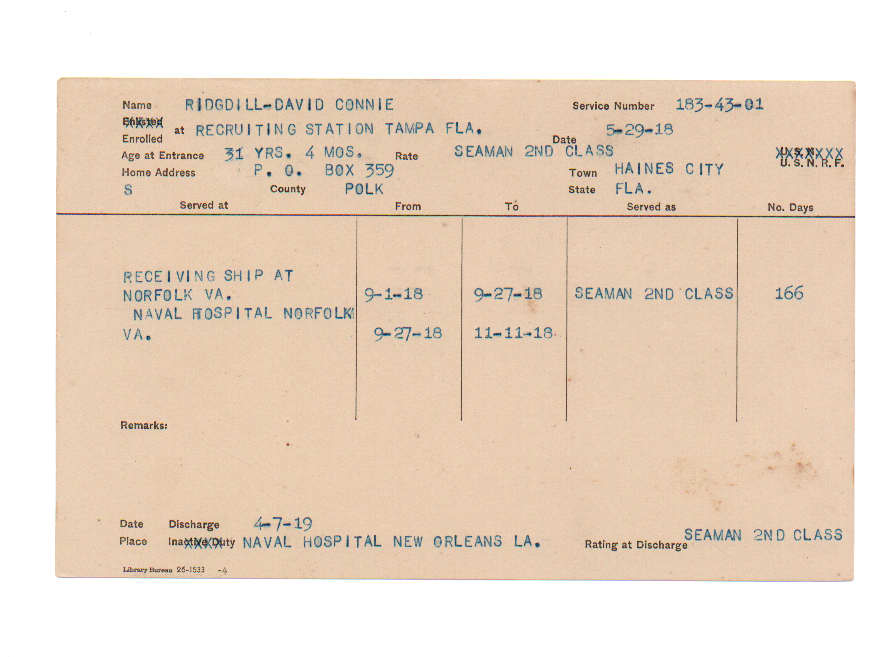 Name RIDGDILL-DAVID CONNIE Service Number 183-43-01
Enlisted
Enrolled at RECRUITING STATION TAMPA FLA. Date 5-29-18
Age at Entrance 31 YRS. 4 MOS. Rate SEAMAN 2ND CLASS U.S.N.
U.S.N.R.F.
Home Address P. O. BOX 359 Town HAINES CITY
S County POLK State FLA.
Served at From To Served as No. Days
RECEIVING SHIP AT
NORFOLK VA. 9-1-18 9-27-18 SEAMAN 2ND CLASS 166
NAVAL HOSPITAL NORFOLK
VA. 9-27-18 11-11-18
Remarks:
Date Discharge 4-7-19
Place Inactive Duty NAVAL HOSPITAL NEW ORLEANS LA. Rating at Discharge SEAMAN 2ND CLASS
Library Bureau 26-1533 -4